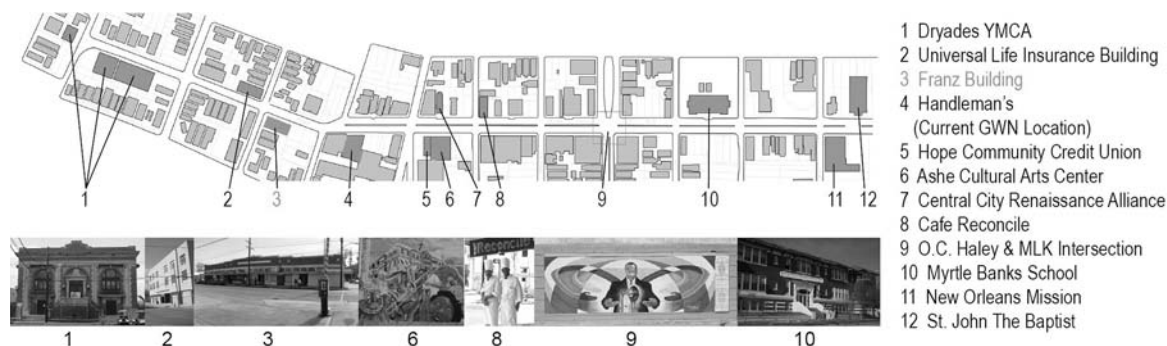 1 2 3 4 5 6 7 8 9 10 11 12
Reconcile
1 2 3 6 8 9 10
1 Dryades YMCA
2 Universal Life Insurance Building
3 Franz Building
4 Handleman's
(Current GWN Location)
5 Hope Community Credit Union
6 Ashe Cultural Arts Center
7 Central City Renaissance Alliance
8 Cafe Reconcile
9 O.C. Haley & MLK Intersection
10 Myrtle Banks School
11 New Orleans Mission
12 St. John The Baptist